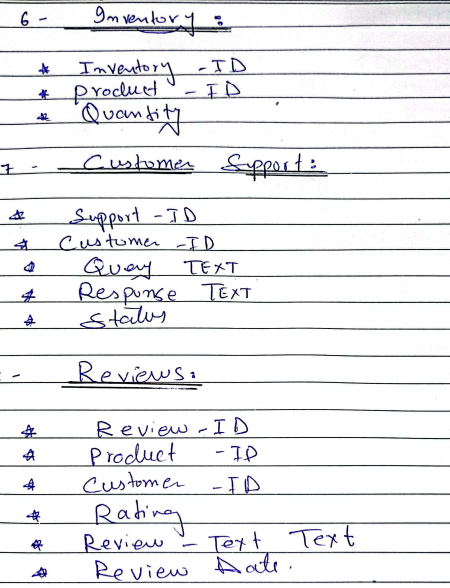 6 - Inventory :
* Inventory - ID
* Product - ID
* Quantity
7 - Customer Support :
* Support - ID
* Customer - ID
* Query TEXT
* Response TEXT
* Status
- Reviews :
* Review - ID
* Product - ID
* Customer - ID
* Rating
* Review - Text Text
* Review Date.